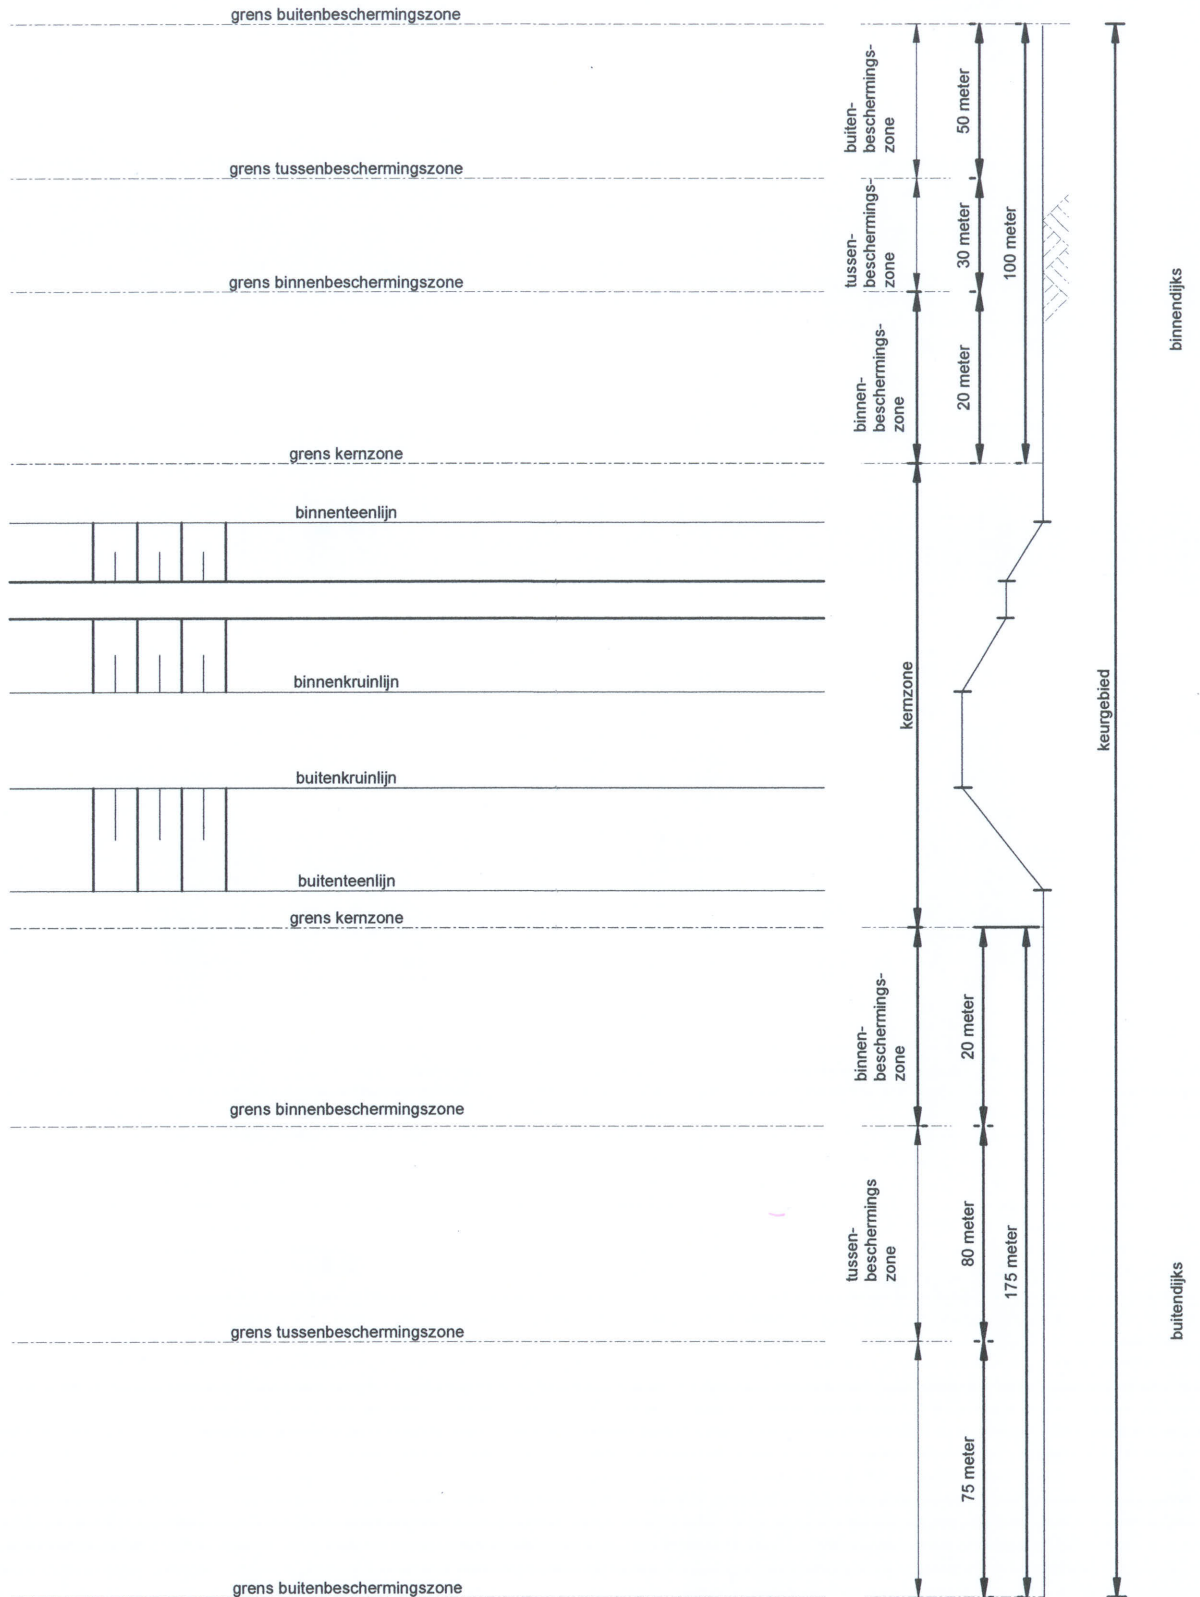 grens buitenbeschermingszone
grens tussenbeschermingszone
grens binnenbeschermingszone
grens kernzone
binnenteenlijn
binnenkruinlijn
buitenkruinlijn
buitenteenlijn
grens kernzone
grens binnenbeschermingszone
grens tussenbeschermingszone
grens buitenbeschermingszone
buiten-
beschermings-
zone
50 meter
tussen-
beschermings-
zone
30 meter
100 meter
binnen-
beschermings-
zone
20 meter
binnendijks
kernzone
keurgebied
binnen-
beschermings-
zone
20 meter
tussen-
beschermings
zone
80 meter
175 meter
75 meter
buitendijks